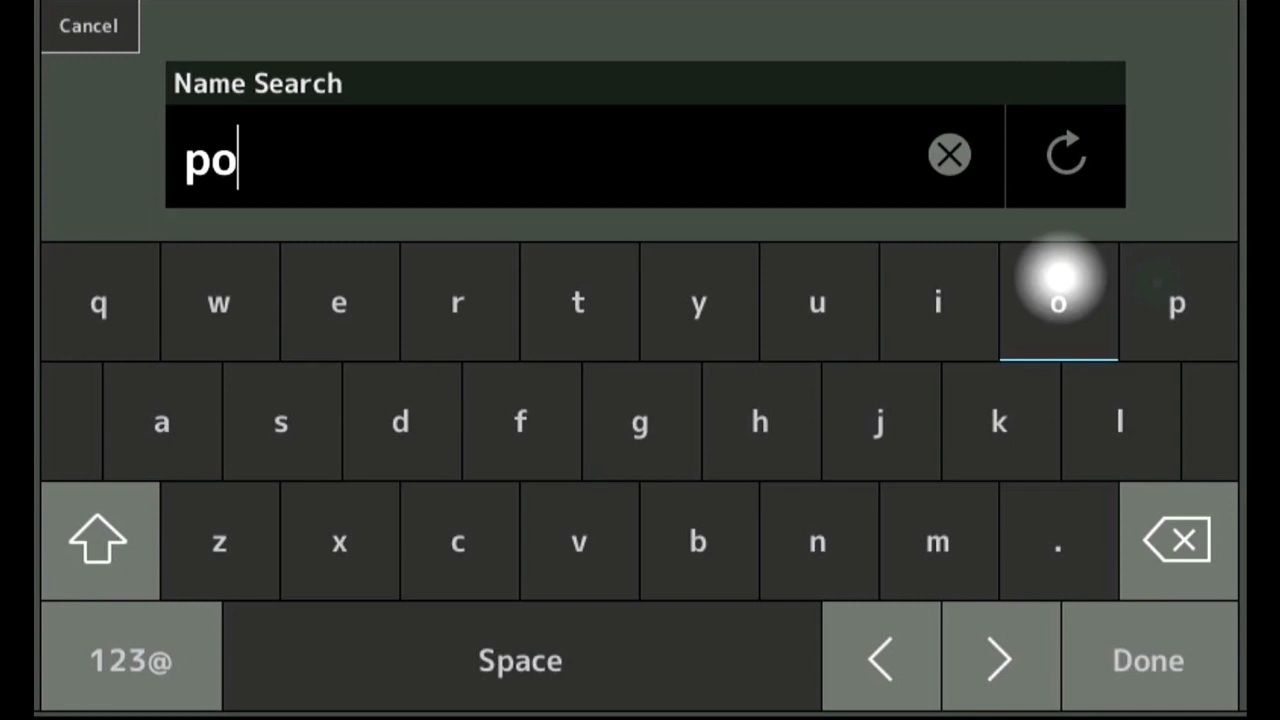 Cancel
Name Search
po
q w e r t y u i o p
a s d f g h j k l
z x c v b n m .
123@ Space Done